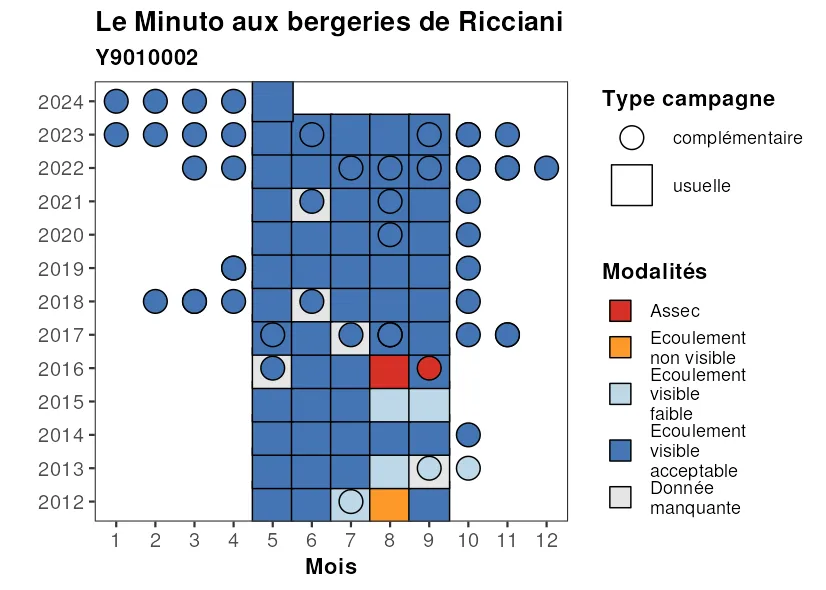 Le Minuto aux bergeries de Ricciani
Y9010002
2024
2023
2022
2021
2020
2019
2018
2017
2016
2015
2014
2013
2012
1 2 3 4 5 6 7 8 9 10 11 12
Mois
Type campagne
complémentaire
usuelle
Modalités
Assec
Ecoulement
non visible
Ecoulement
visible
faible
Ecoulement
visible
acceptable
Donnée
manquante